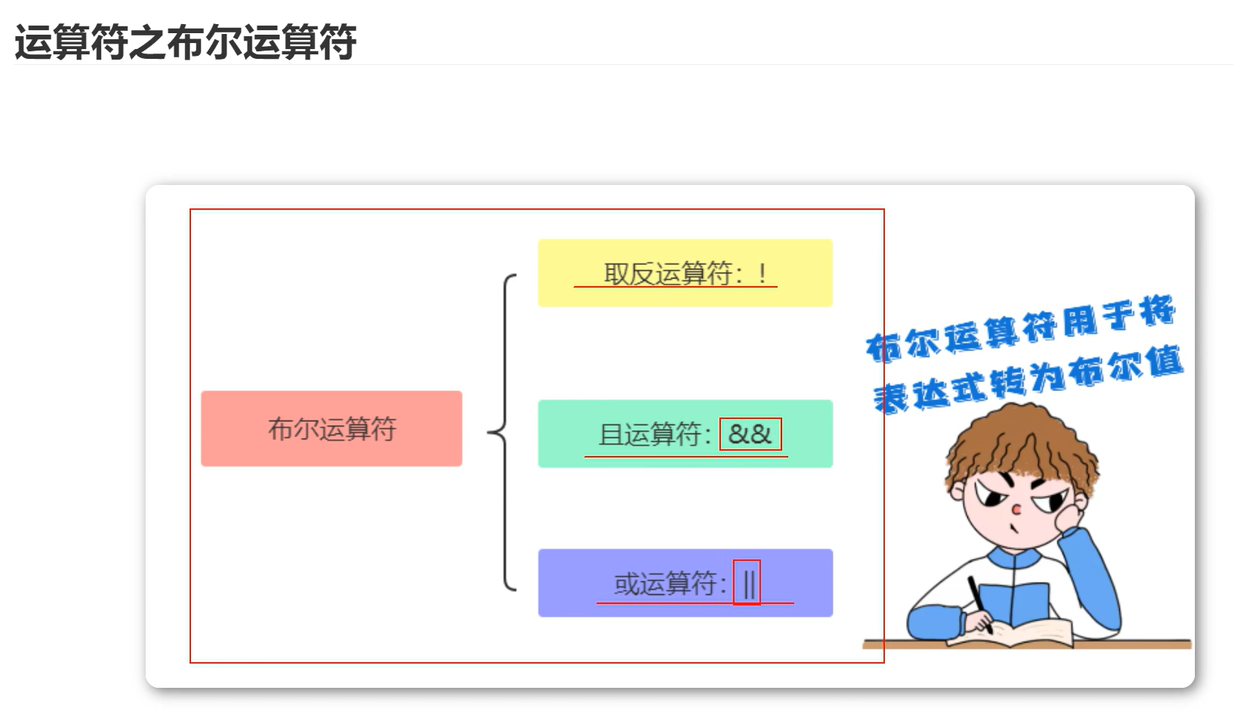 运算符之布尔运算符
取反运算符：!
布尔运算符用于将
表达式转为布尔值
布尔运算符
且运算符：&&
或运算符：||